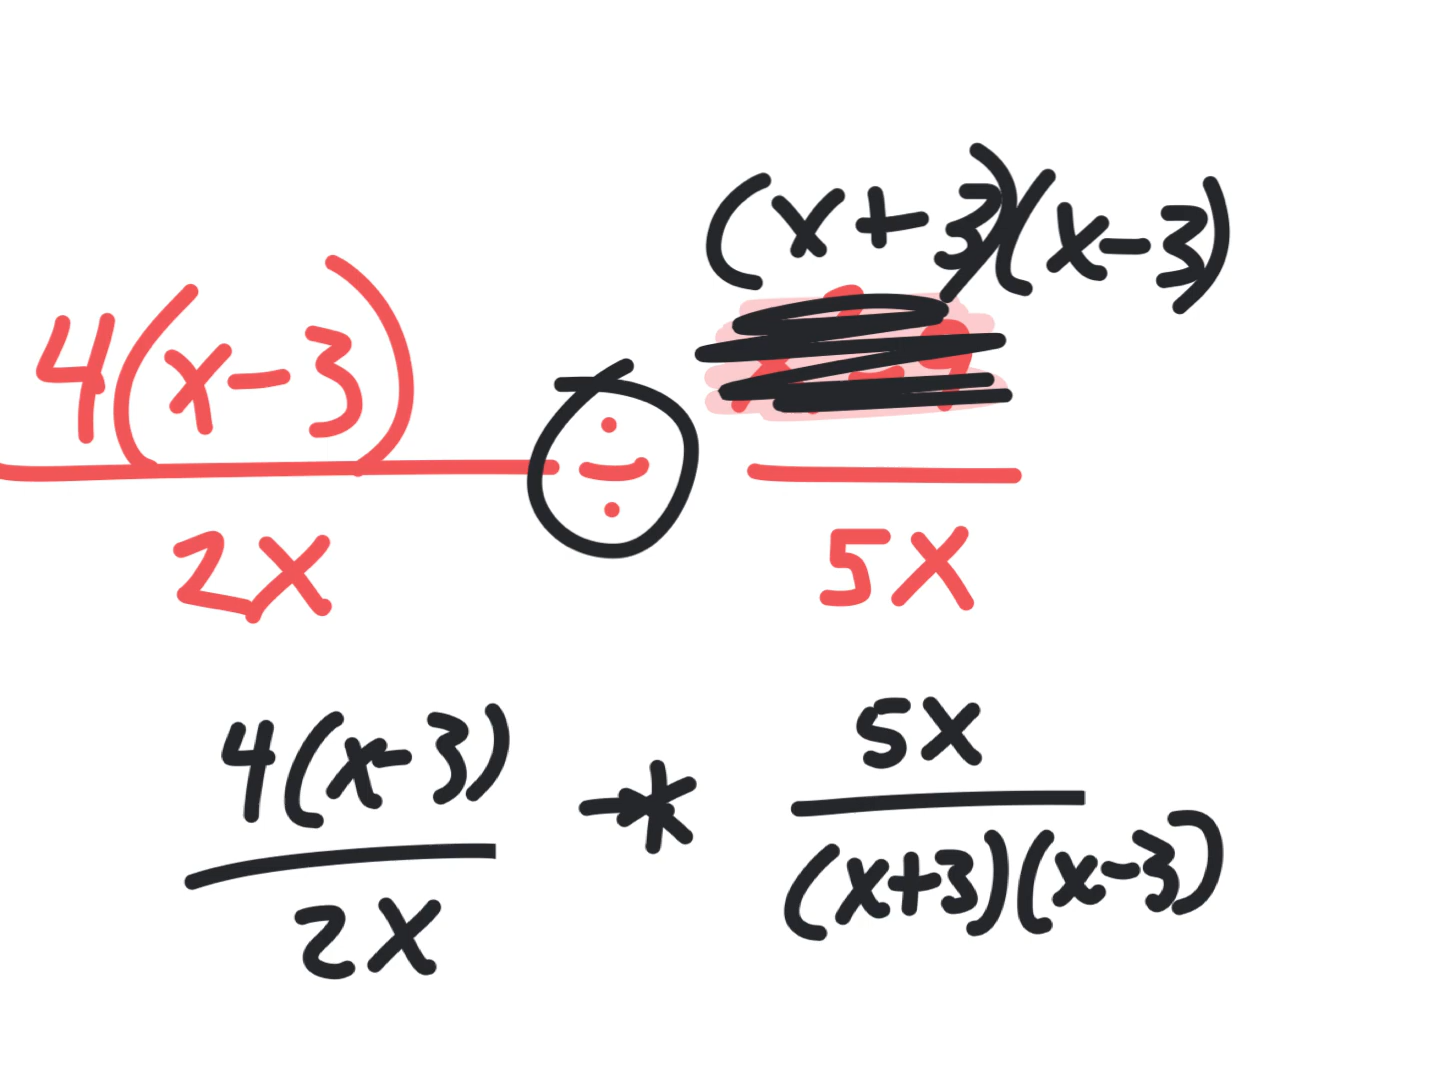 (x+3)(x-3)
4(x-3) ÷
2x 5x
4(x-3) * 5x
2x (x+3)(x-3)